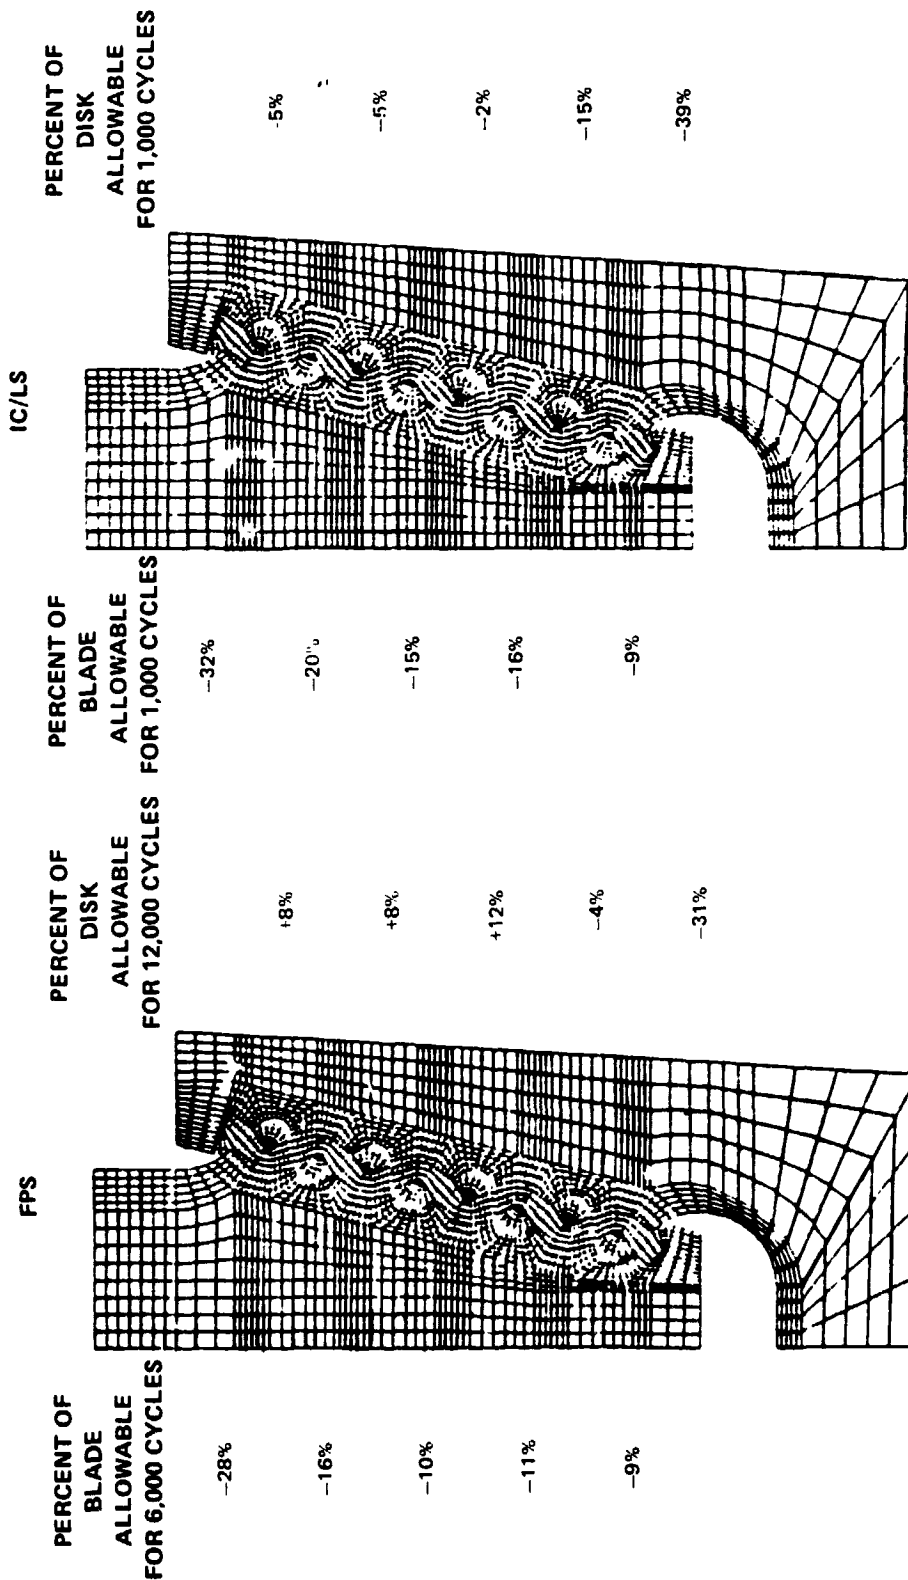 FPS
PERCENT OF
BLADE
ALLOWABLE
FOR 6,000 CYCLES
−28%
−16%
−10%
−11%
−9%
PERCENT OF
DISK
ALLOWABLE
FOR 12,000 CYCLES
+8%
+8%
+12%
−4%
−31%
IC/LS
PERCENT OF
BLADE
ALLOWABLE
FOR 1,000 CYCLES
−32%
−20%
−15%
−16%
−9%
PERCENT OF
DISK
ALLOWABLE
FOR 1,000 CYCLES
-5%
−5%
−2%
−15%
−39%